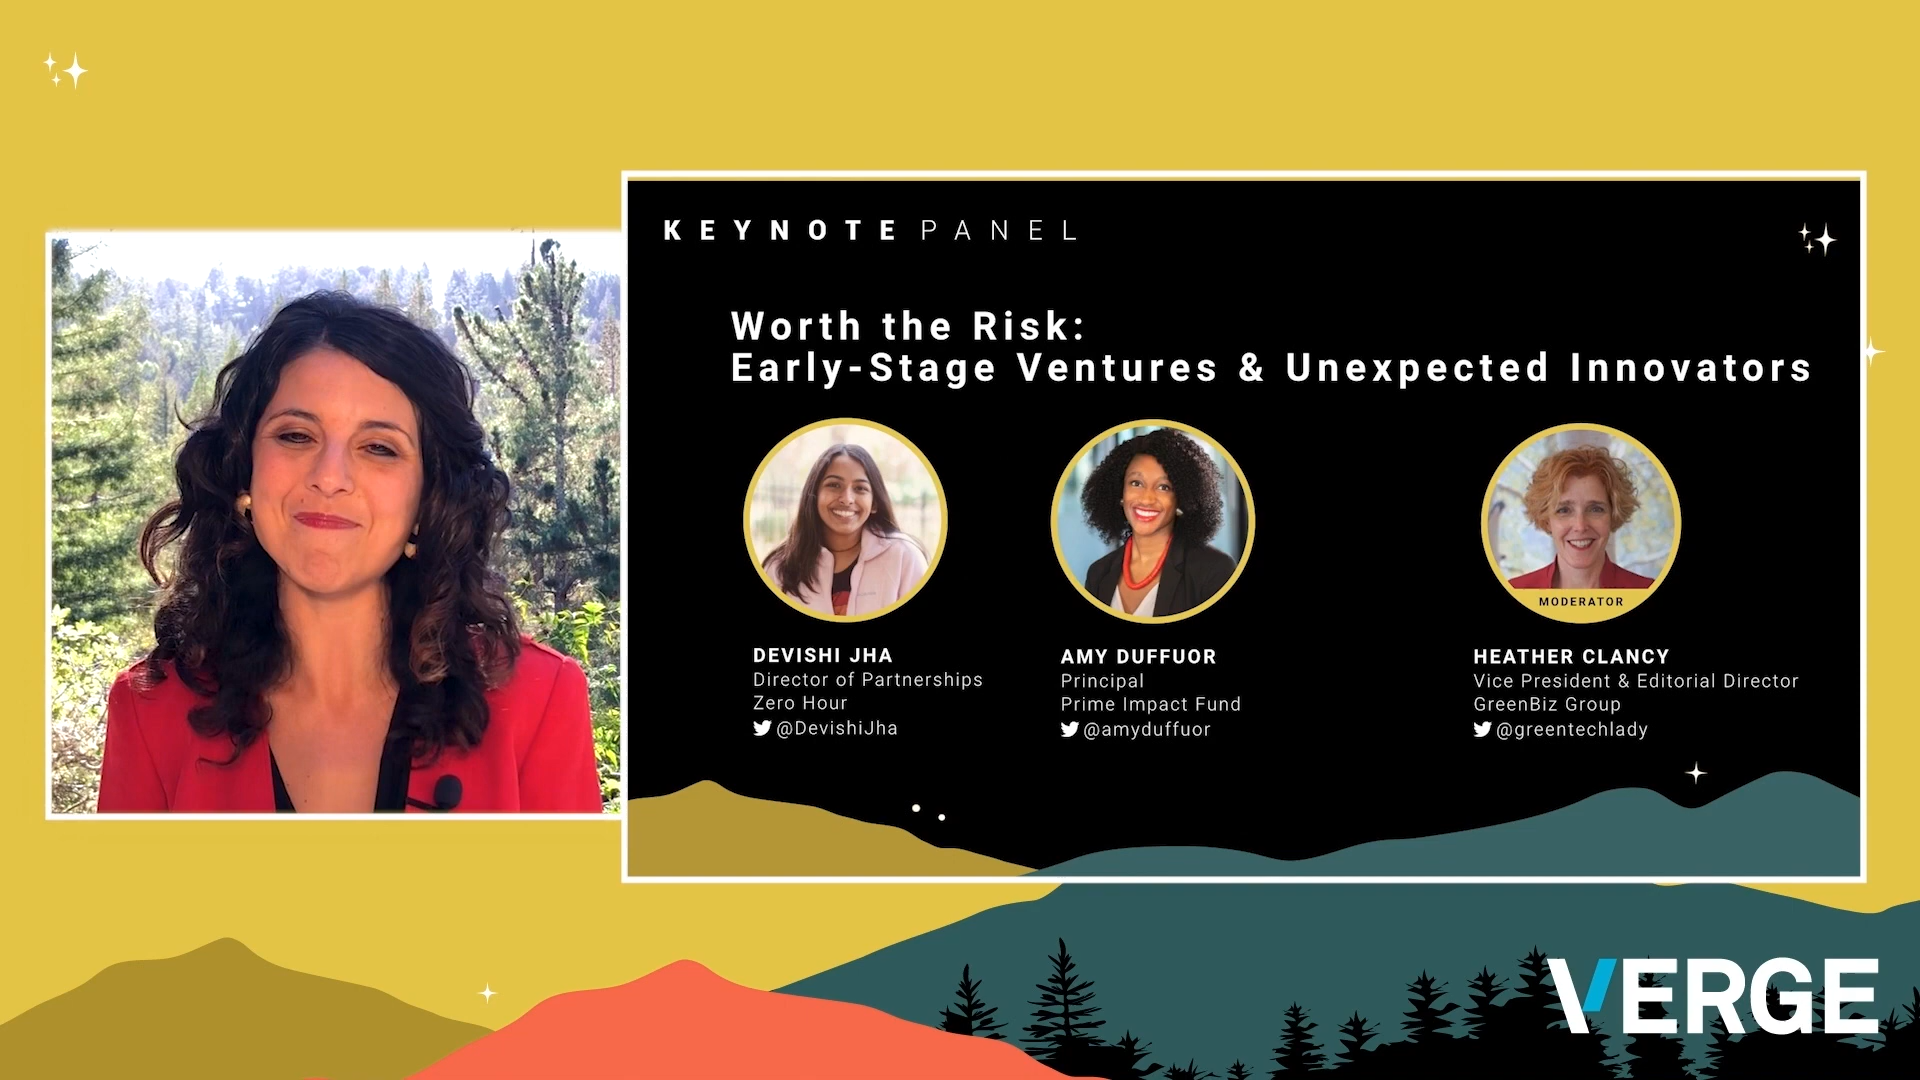 KEYNOTE PANEL
Worth the Risk:
Early-Stage Ventures & Unexpected Innovators
MODERATOR
DEVISHI JHA
Director of Partnerships
Zero Hour
@DevishiJha
AMY DUFFUOR
Principal
Prime Impact Fund
@amyduffuor
HEATHER CLANCY
Vice President & Editorial Director
GreenBiz Group
@greentechlady
VERGE